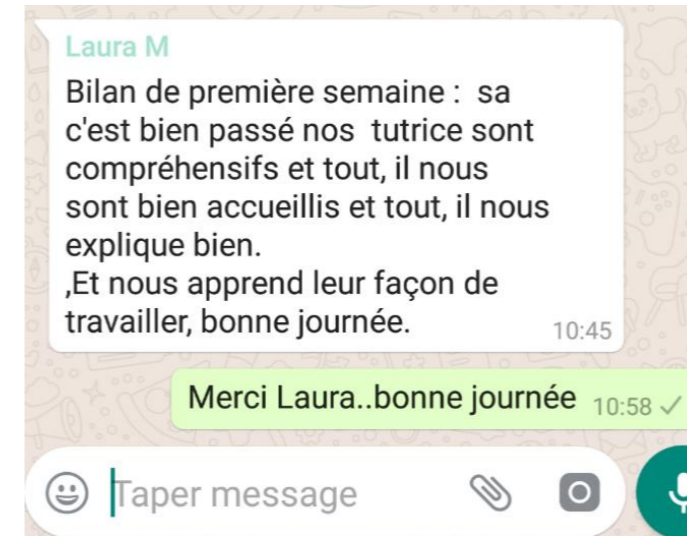 Laura M
Bilan de première semaine : sa
c'est bien passé nos tutrice sont
compréhensifs et tout, il nous
sont bien accueillis et tout, il nous
explique bien.
,Et nous apprend leur façon de
travailler, bonne journée.
10:45
Merci Laura..bonne journée 10:58
Taper message